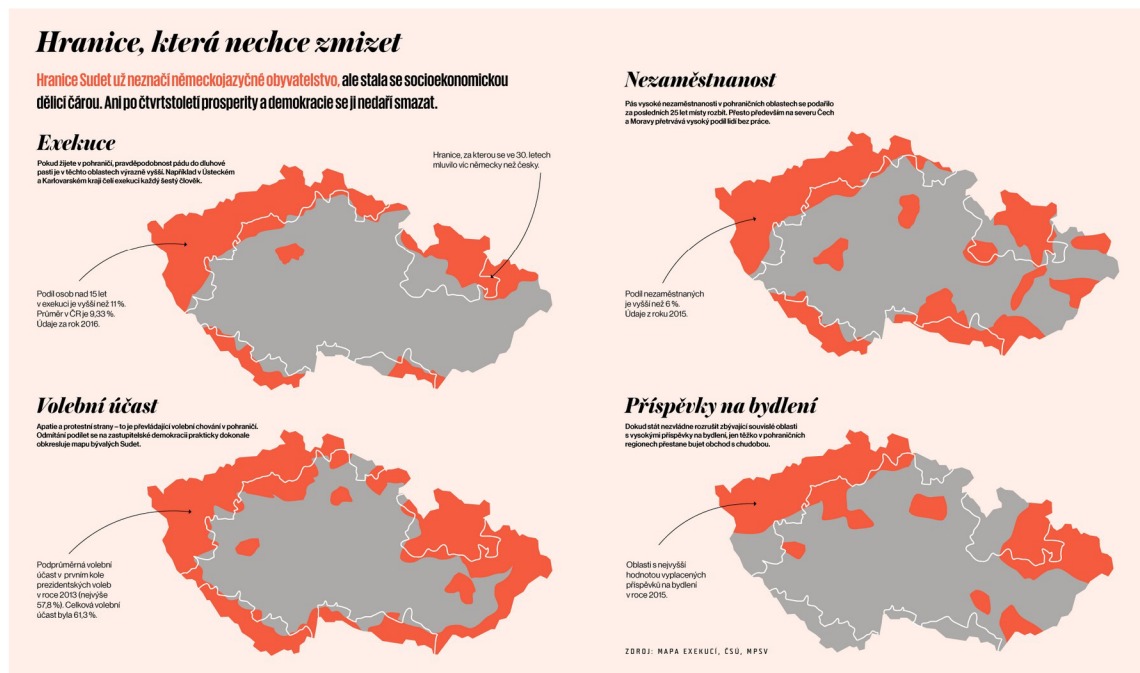 Hranice, která nechce zmizet
Hranice Sudet už neznačí německojazyčné obyvatelstvo, ale stala se socioekonomickou
dělicí čárou. Ani po čtvrtstoletí prosperity a demokracie se ji nedaří smazat.
Exekuce
Pokud žijete v pohraničí, pravděpodobnost pádu do dluhové
pasti je v těchto oblastech výrazně vyšší. Například v Ústeckém
a Karlovarském kraji čelí exekuci každý šestý člověk.
Hranice, za kterou se ve 30. letech
mluvilo víc německy než česky.
Podíl osob nad 15 let
v exekuci je vyšší než 11 %.
Průměr v ČR je 9,33 %.
Údaje za rok 2016.
Nezaměstnanost
Pás vysoké nezaměstnanosti v pohraničních oblastech se podařilo
za posledních 25 let místy rozbít. Přesto především na severu Čech
a Moravy přetrvává vysoký podíl lidí bez práce.
Podíl nezaměstnaných
je vyšší než 6 %.
Údaje z roku 2015.
Volební účast
Apatie a protestní strany – to je převládající volební chování v pohraničí.
Odmítání podílet se na zastupitelské demokracii prakticky dokonale
obkresluje mapu bývalých Sudet.
Podprůměrná volební
účast v prvním kole
prezidentských voleb
v roce 2013 (nejvýše
57,8 %). Celková volební
účast byla 61,3 %.
Příspěvky na bydlení
Dokud stát nezvládne rozrušit zbývající souvislé oblasti
s vysokými příspěvky na bydlení, jen těžko v pohraničních
regionech přestane bujet obchod s chudobou.
Oblasti s nejvyšší
hodnotou vyplacených
příspěvků na bydlení
v roce 2015.
ZDROJ: MAPA EXEKUCÍ, ČSÚ, MPSV